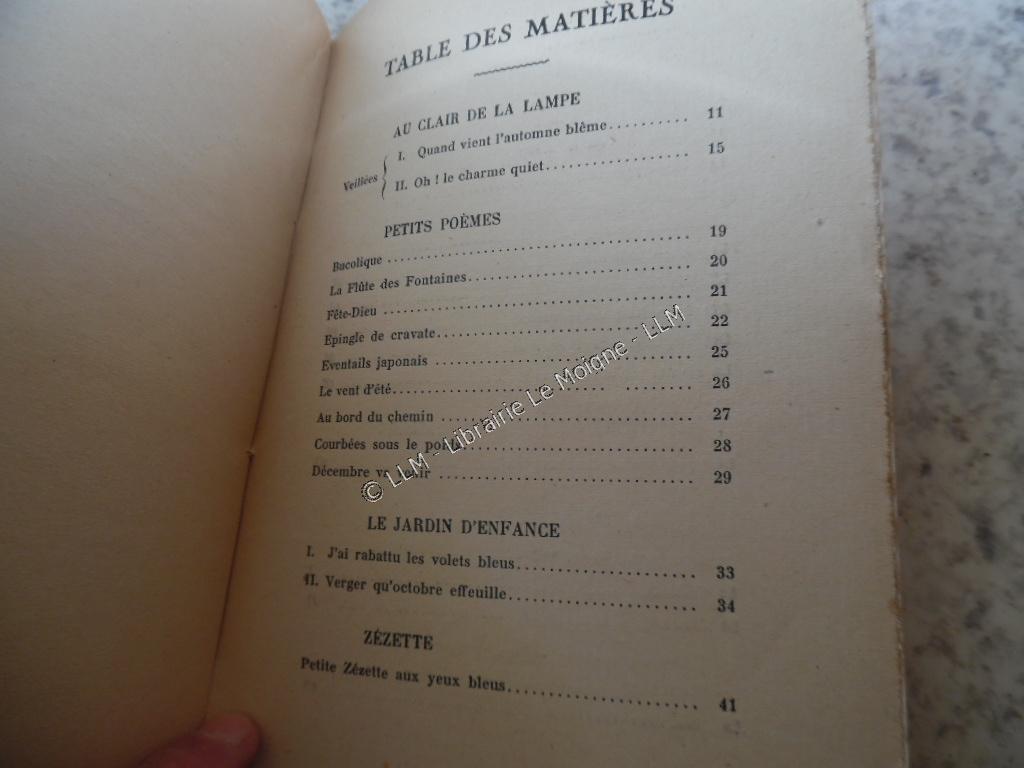 TABLE DES MATIÈRES
AU CLAIR DE LA LAMPE
Veillées
I. Quand vient l'automne blême.......... 11
II. Oh ! le charme quiet.................... 15
PETITS POÈMES
Bucolique ........................................ 19
La Flûte des Fontaines............................. 20
Fête-Dieu ........................................ 21
Epingle de cravate................................. 22
Eventails japonais ................................ 25
Le vent d'été...................................... 26
Au bord du chemin ................................. 27
Courbées sous le ............................. 28
Décembre ................................. 29
LE JARDIN D'ENFANCE
I. J'ai rabattu les volets bleus....................... 33
II. Verger qu'octobre effeuille........................ 34
ZÉZETTE
Petite Zézette aux yeux bleus........................ 41
© LLM - Librairie Le Moigne - LLM